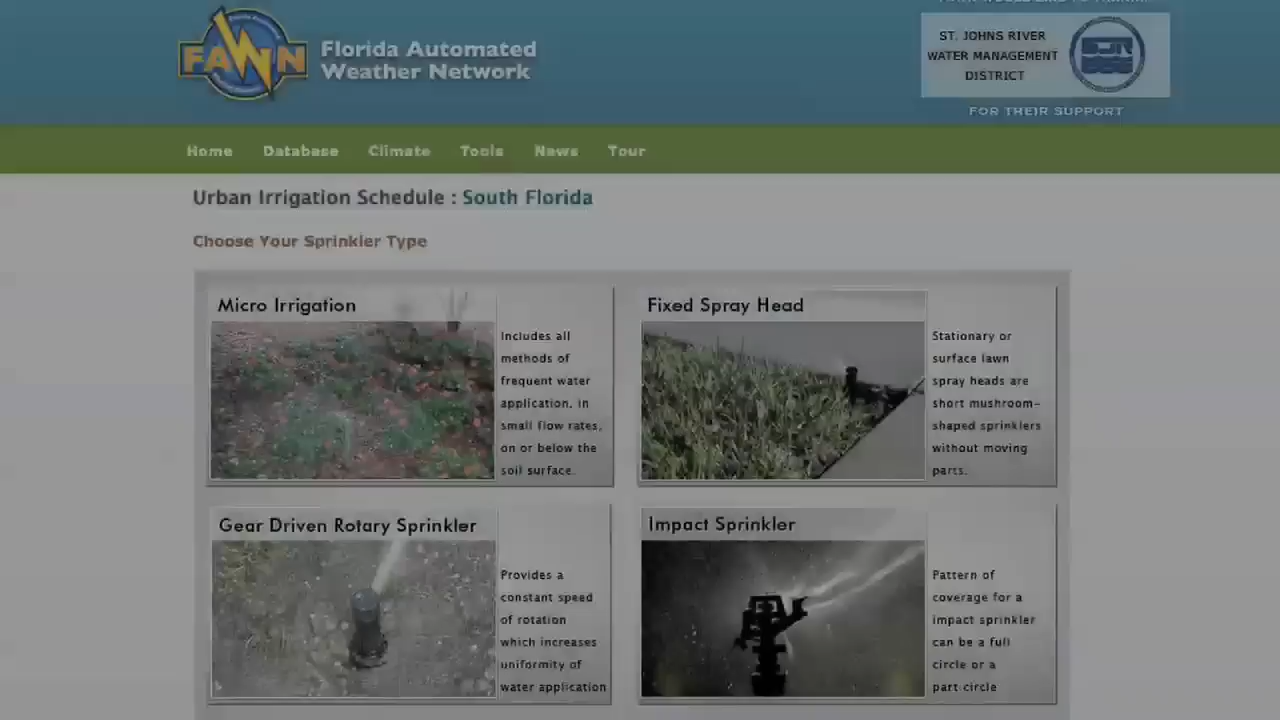 FAWN
Florida Automated
Weather Network
ST. JOHNS RIVER
WATER MANAGEMENT
DISTRICT
FOR THEIR SUPPORT
Home Database Climate Tools News Tour
Urban Irrigation Schedule : South Florida
Choose Your Sprinkler Type
Micro Irrigation
Includes all
methods of
frequent water
application, in
small flow rates,
on or below the
soil surface.
Fixed Spray Head
Stationary or
surface lawn
spray heads are
short mushroom-
shaped sprinklers
without moving
parts.
Gear Driven Rotary Sprinkler
Provides a
constant speed
of rotation
which increases
uniformity of
water application
Impact Sprinkler
Pattern of
coverage for a
impact sprinkler
can be a full
circle or a
part circle